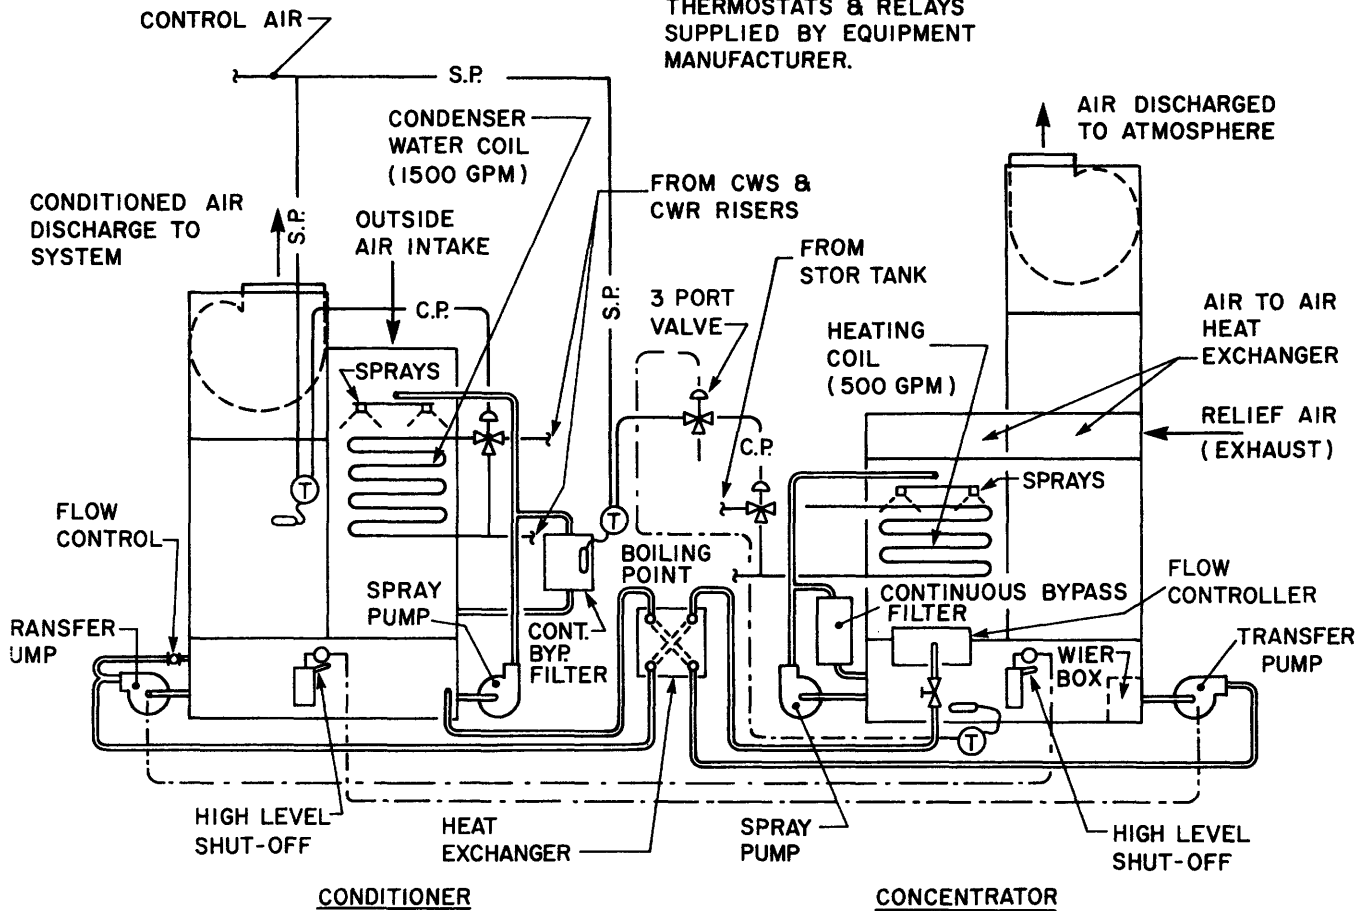 THERMOSTATS & RELAYS
SUPPLIED BY EQUIPMENT
MANUFACTURER.
CONTROL AIR
S.P.
CONDENSER
WATER COIL
(1500 GPM)
AIR DISCHARGED
TO ATMOSPHERE
FROM CWS &
CWR RISERS
CONDITIONED AIR
DISCHARGE TO
SYSTEM
S.P.
OUTSIDE
AIR INTAKE
FROM
STOR TANK
C.P.
S.P.
3 PORT
VALVE
HEATING
COIL
(500 GPM)
AIR TO AIR
HEAT
EXCHANGER
SPRAYS
RELIEF AIR
(EXHAUST)
C.P.
SPRAYS
T
T
FLOW
CONTROL
BOILING
POINT
SPRAY
PUMP
CONT.
BYP.
FILTER
CONTINUOUS BYPASS
FILTER
FLOW
CONTROLLER
RANSFER
UMP
WIER
BOX
TRANSFER
PUMP
T
HIGH LEVEL
SHUT-OFF
HEAT
EXCHANGER
SPRAY
PUMP
HIGH LEVEL
SHUT-OFF
CONDITIONER
CONCENTRATOR